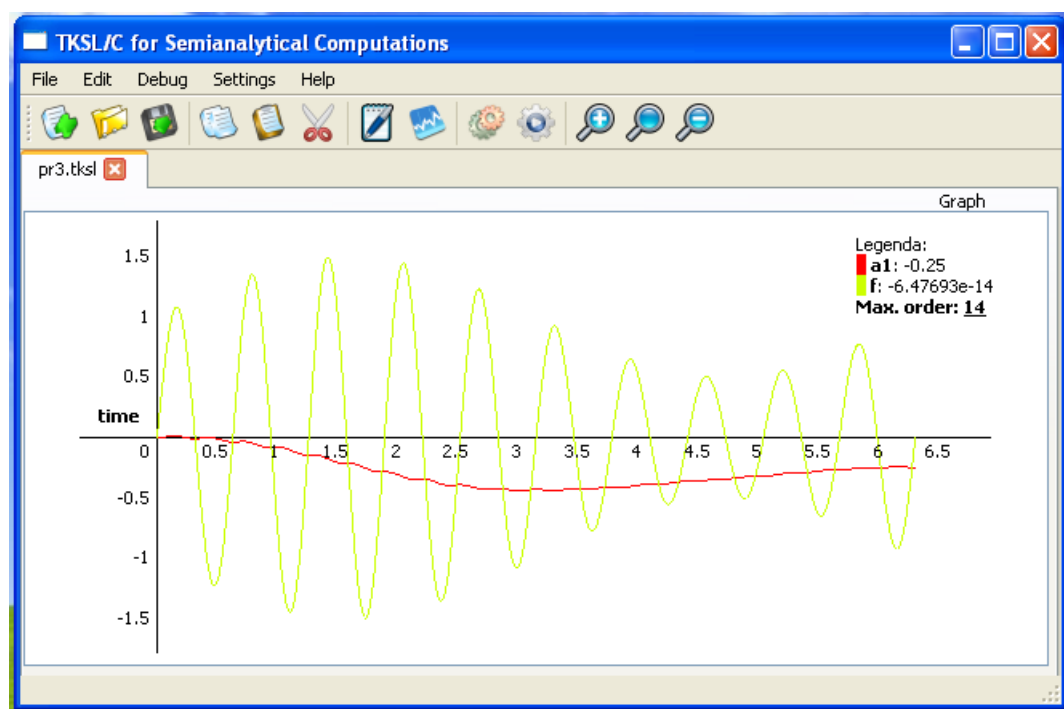 TKSL/C for Semianalytical Computations
File Edit Debug Settings Help
pr3.tksl
Graph
Legenda:
a1: -0.25
f: -6.47693e-14
Max. order: 14
1.5
1
0.5
time
0 0.5 1 1.5 2 2.5 3 3.5 4 4.5 5 5.5 6 6.5
-0.5
-1
-1.5